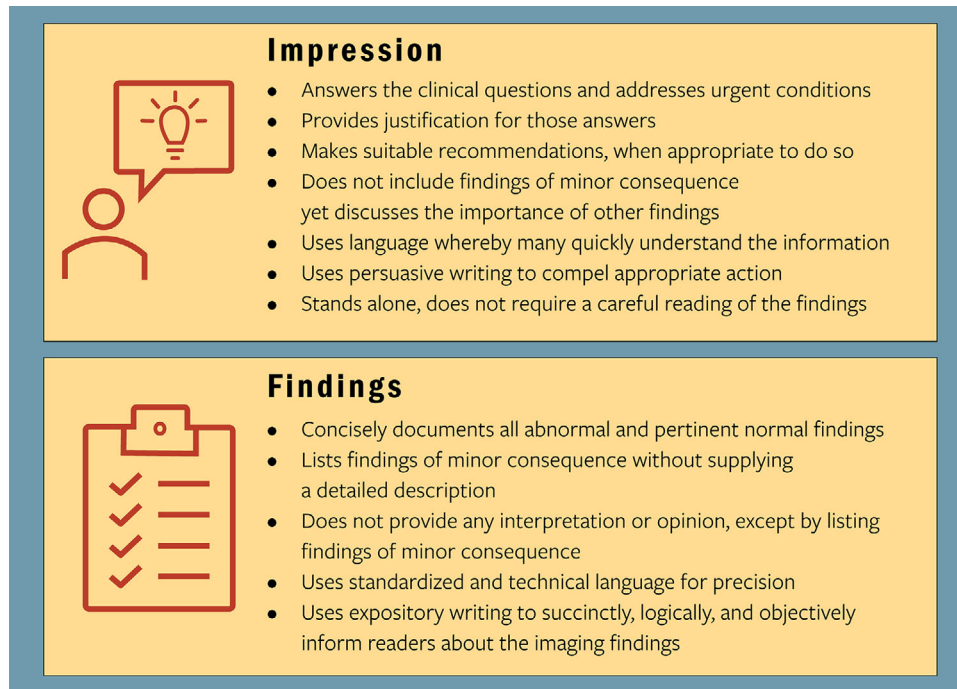 Impression
• Answers the clinical questions and addresses urgent conditions
• Provides justification for those answers
• Makes suitable recommendations, when appropriate to do so
• Does not include findings of minor consequence
yet discusses the importance of other findings
• Uses language whereby many quickly understand the information
• Uses persuasive writing to compel appropriate action
• Stands alone, does not require a careful reading of the findings
Findings
• Concisely documents all abnormal and pertinent normal findings
• Lists findings of minor consequence without supplying
a detailed description
• Does not provide any interpretation or opinion, except by listing
findings of minor consequence
• Uses standardized and technical language for precision
• Uses expository writing to succinctly, logically, and objectively
inform readers about the imaging findings